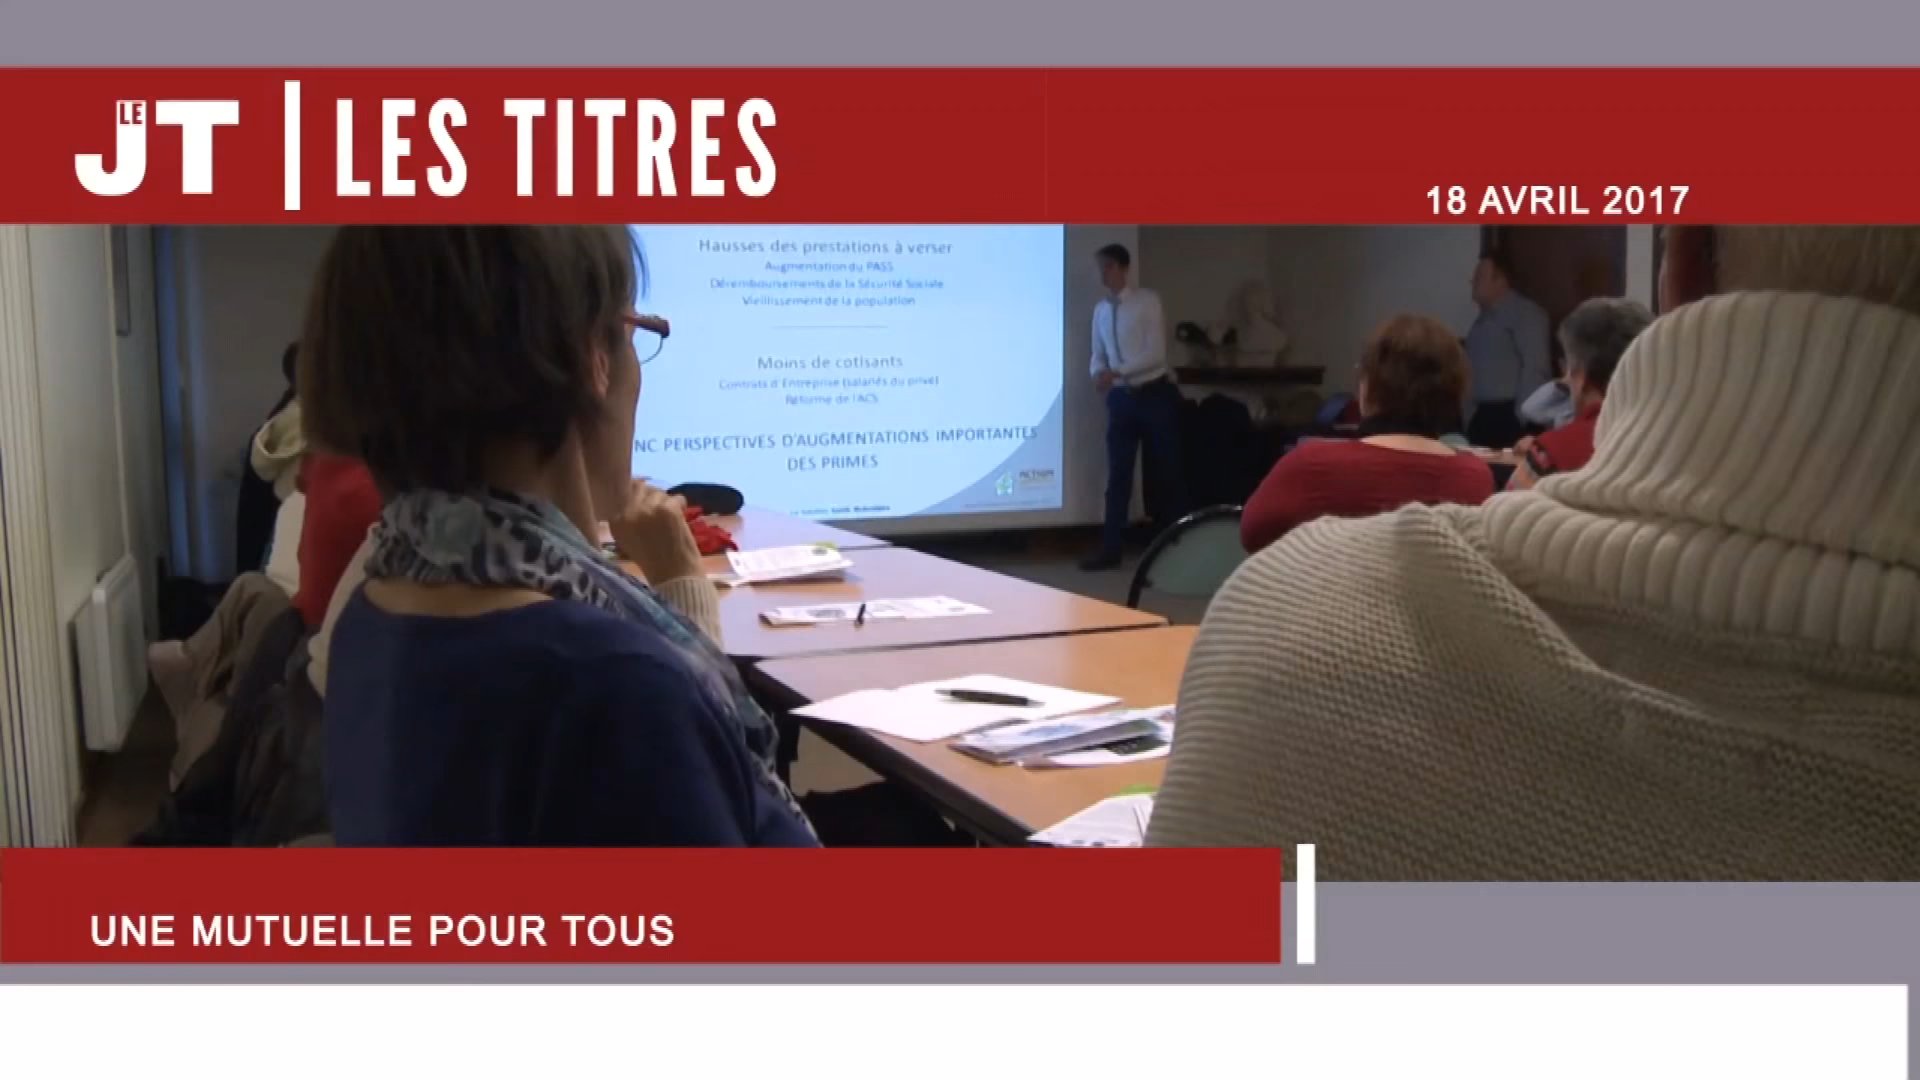 LE
JT
LES TITRES
18 AVRIL 2017
Hausses des prestations à verser
Augmentation du PASS
Déremboursements de la Sécurité Sociale
Vieillissement de la population
Moins de cotisants
Contrats d'Entreprise (salariés du privé)
Réforme de l'ACS
NC PERSPECTIVES D'AUGMENTATIONS IMPORTANTES
DES PRIMES
ACTIOM
UNE MUTUELLE POUR TOUS